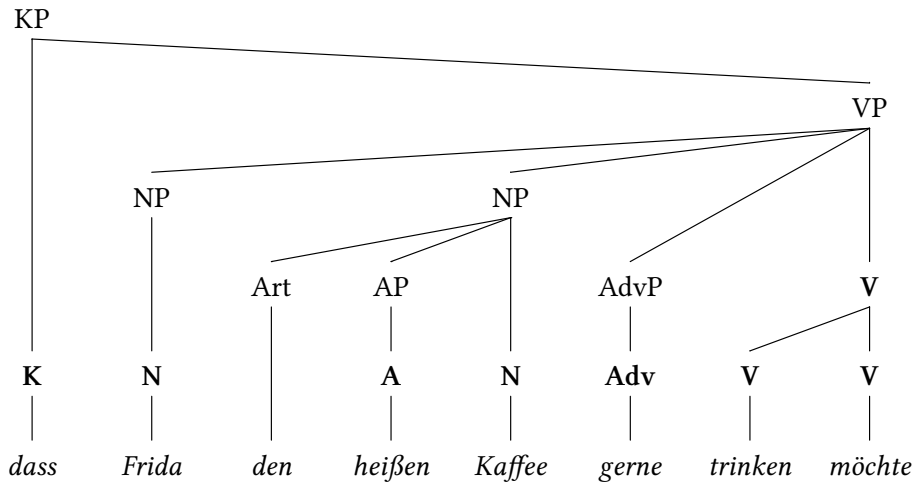 KP
VP
NP NP
Art AP AdvP V
K N A N Adv V V
dass Frida den heißen Kaffee gerne trinken möchte